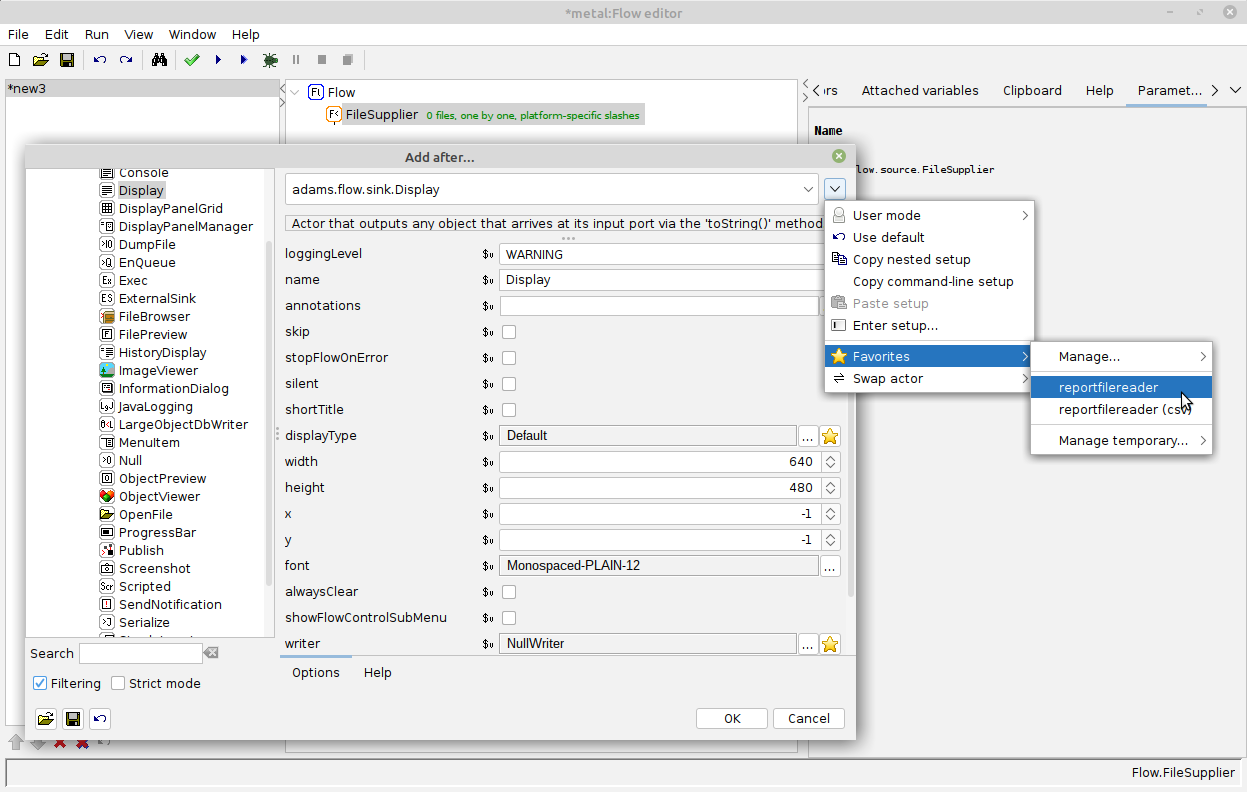 *metal:Flow editor
File Edit Run View Window Help
*new3
Flow
FileSupplier 0 files, one by one, platform-specific slashes
rs Attached variables Clipboard Help Paramet...
Name
low.source.FileSupplier
Add after...
Console
Display
DisplayPanelGrid
DisplayPanelManager
DumpFile
EnQueue
Exec
ExternalSink
FileBrowser
FilePreview
HistoryDisplay
ImageViewer
InformationDialog
JavaLogging
LargeObjectDbWriter
MenuItem
Null
ObjectPreview
ObjectViewer
OpenFile
ProgressBar
Publish
Screenshot
Scripted
SendNotification
Serialize
Search
Filtering Strict mode
adams.flow.sink.Display
Actor that outputs any object that arrives at its input port via the 'toString()' method
loggingLevel WARNING
name Display
annotations
skip
stopFlowOnError
silent
shortTitle
displayType Default ...
width 640
height 480
x -1
y -1
font Monospaced-PLAIN-12 ...
alwaysClear
showFlowControlSubMenu
writer NullWriter ...
Options Help
OK Cancel
User mode
Use default
Copy nested setup
Copy command-line setup
Paste setup
Enter setup...
Favorites
Swap actor
Manage...
reportfilereader
reportfilereader (csv)
Manage temporary...
Flow.FileSupplier